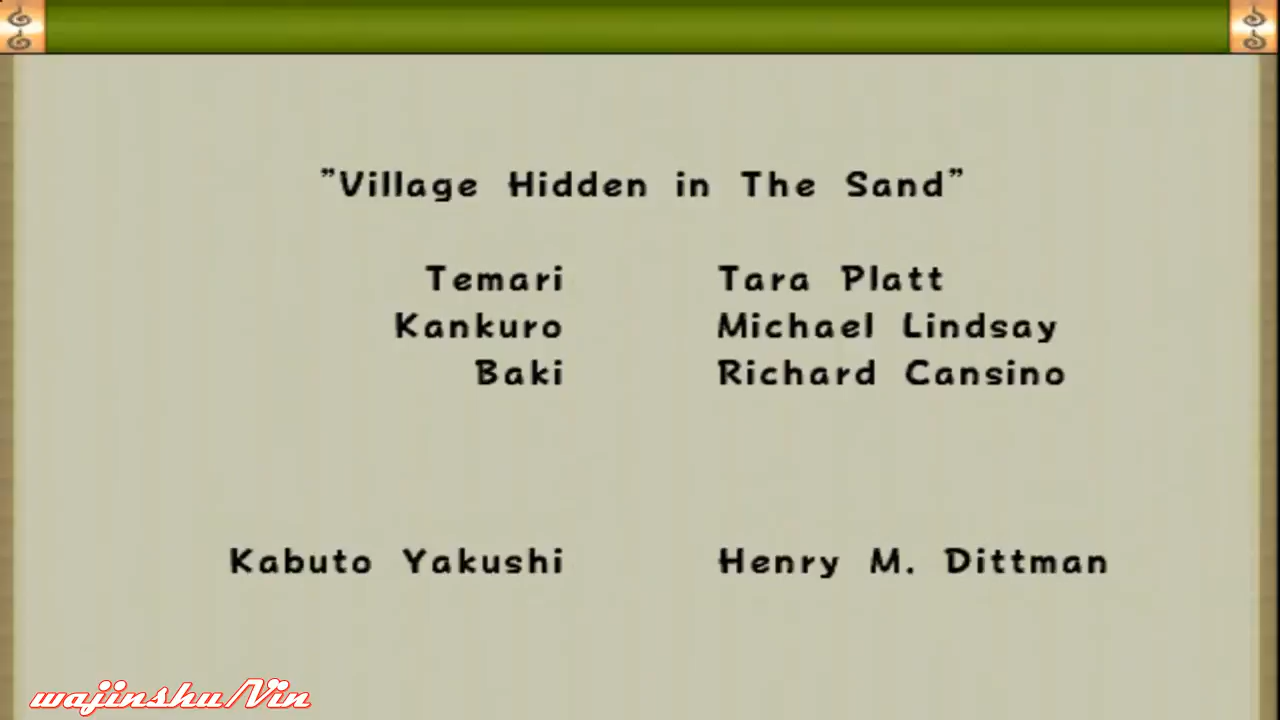 "Village Hidden in The Sand"
Temari Tara Platt
Kankuro Michael Lindsay
Baki Richard Cansino
Kabuto Yakushi Henry M. Dittman
wajinshu/Vin